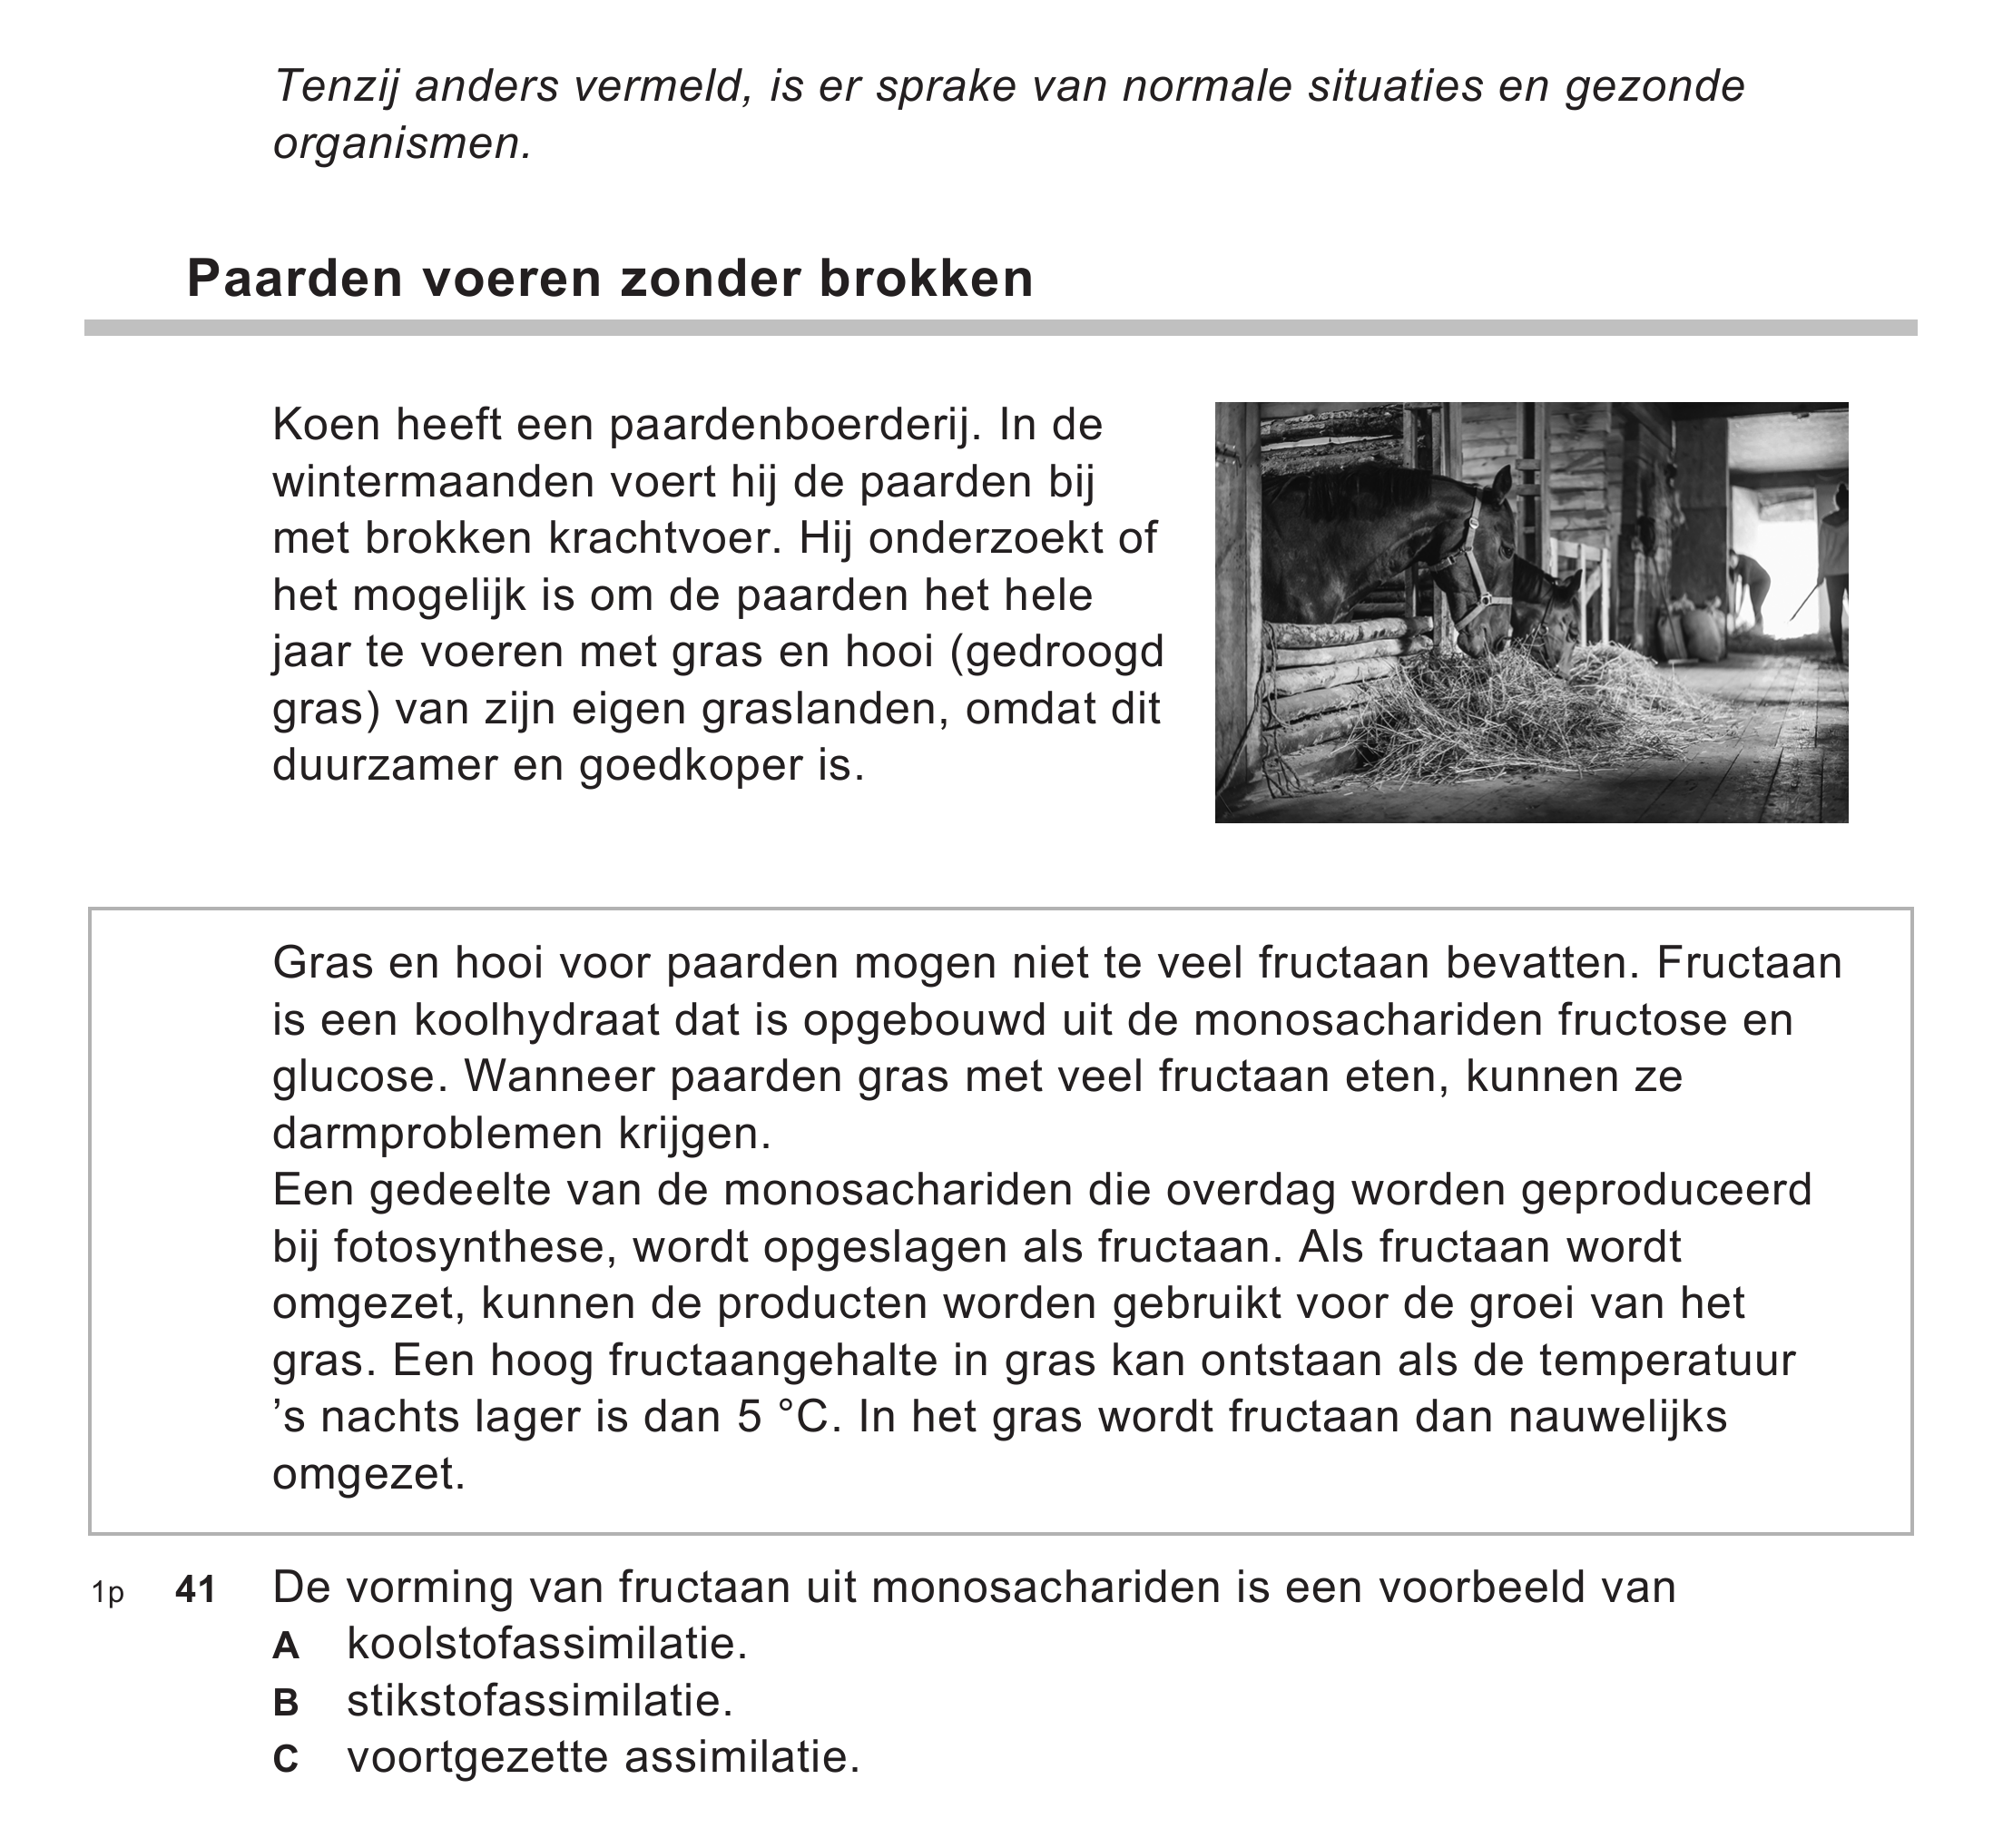 Tenzij anders vermeld, is er sprake van normale situaties en gezonde
organismen.
Paarden voeren zonder brokken
Koen heeft een paardenboerderij. In de
wintermaanden voert hij de paarden bij
met brokken krachtvoer. Hij onderzoekt of
het mogelijk is om de paarden het hele
jaar te voeren met gras en hooi (gedroogd
gras) van zijn eigen graslanden, omdat dit
duurzamer en goedkoper is.
Gras en hooi voor paarden mogen niet te veel fructaan bevatten. Fructaan
is een koolhydraat dat is opgebouwd uit de monosachariden fructose en
glucose. Wanneer paarden gras met veel fructaan eten, kunnen ze
darmproblemen krijgen.
Een gedeelte van de monosachariden die overdag worden geproduceerd
bij fotosynthese, wordt opgeslagen als fructaan. Als fructaan wordt
omgezet, kunnen de producten worden gebruikt voor de groei van het
gras. Een hoog fructaangehalte in gras kan ontstaan als de temperatuur
’s nachts lager is dan 5 °C. In het gras wordt fructaan dan nauwelijks
omgezet.
1p 41 De vorming van fructaan uit monosachariden is een voorbeeld van
A koolstofassimilatie.
B stikstofassimilatie.
C voortgezette assimilatie.